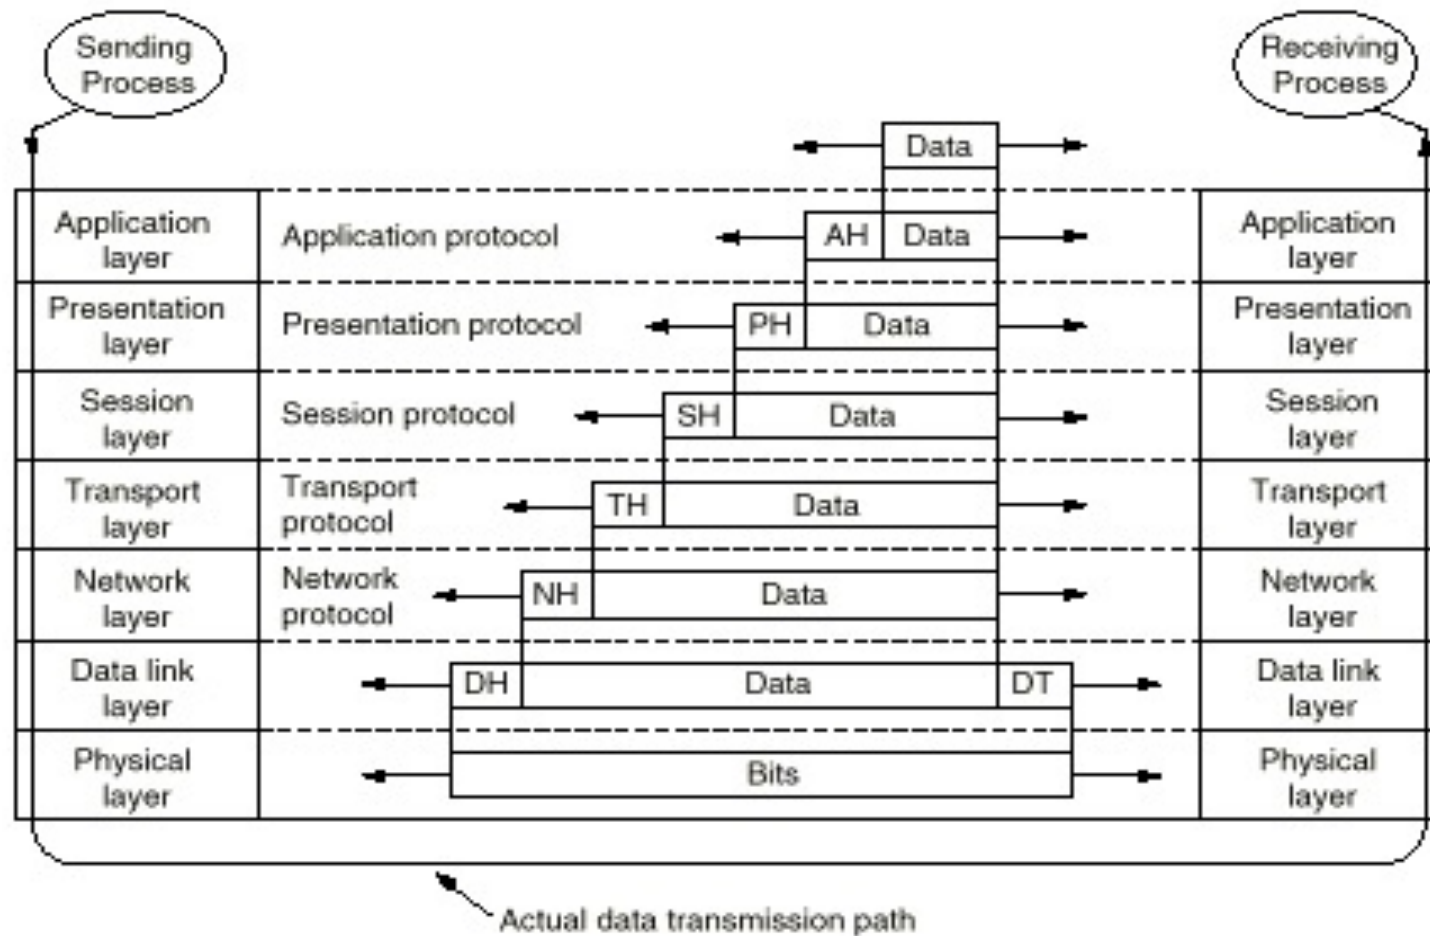 Sending
Process
Receiving
Process
Data
Application
layer
Application protocol
AH
Data
Application
layer
Presentation
layer
Presentation protocol
PH
Data
Presentation
layer
Session
layer
Session protocol
SH
Data
Session
layer
Transport
layer
Transport
protocol
TH
Data
Transport
layer
Network
layer
Network
protocol
NH
Data
Network
layer
Data link
layer
DH
Data
DT
Data link
layer
Physical
layer
Bits
Physical
layer
Actual data transmission path